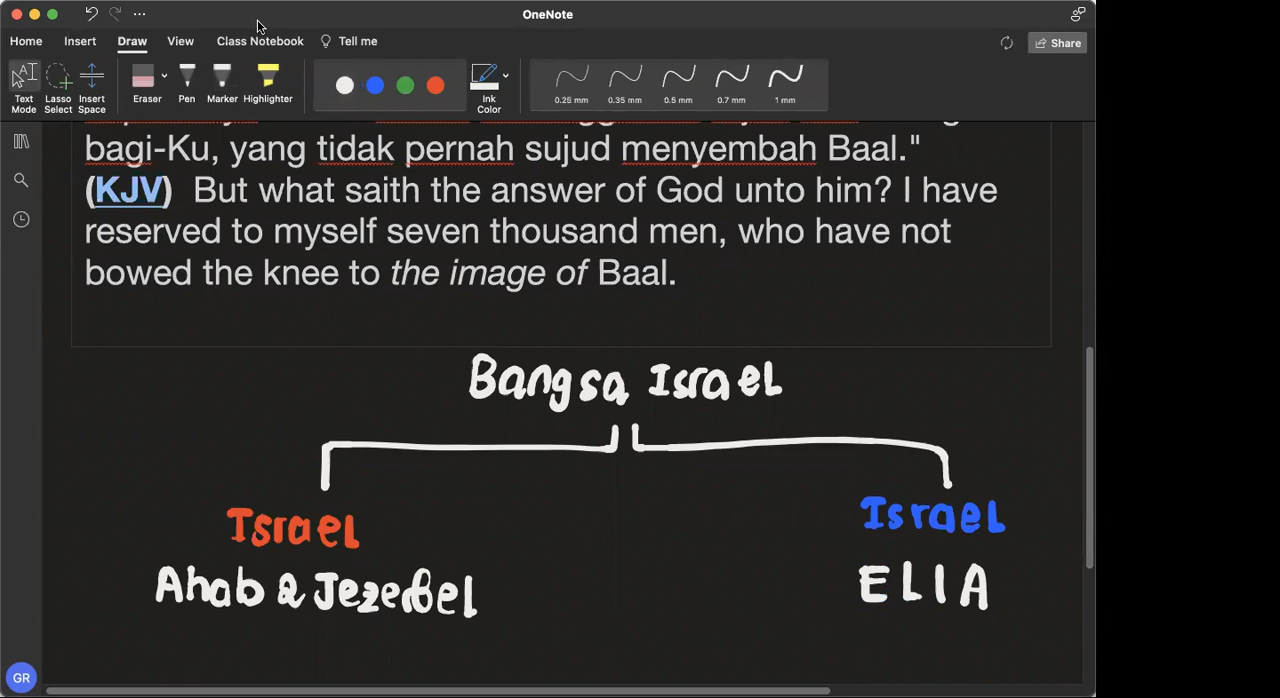 OneNote
Home Insert Draw View Class Notebook Tell me Share
Text Mode Lasso Select Insert Space Eraser Pen Marker Highlighter Ink Color 0.25 mm 0.35 mm 0.5 mm 0.7 mm 1 mm
bagi-Ku, yang tidak pernah sujud menyembah Baal."
(KJV) But what saith the answer of God unto him? I have
reserved to myself seven thousand men, who have not
bowed the knee to the image of Baal.
Bangsa Israel
Israel Israel
Ahab & Jezebel ELIA
GR